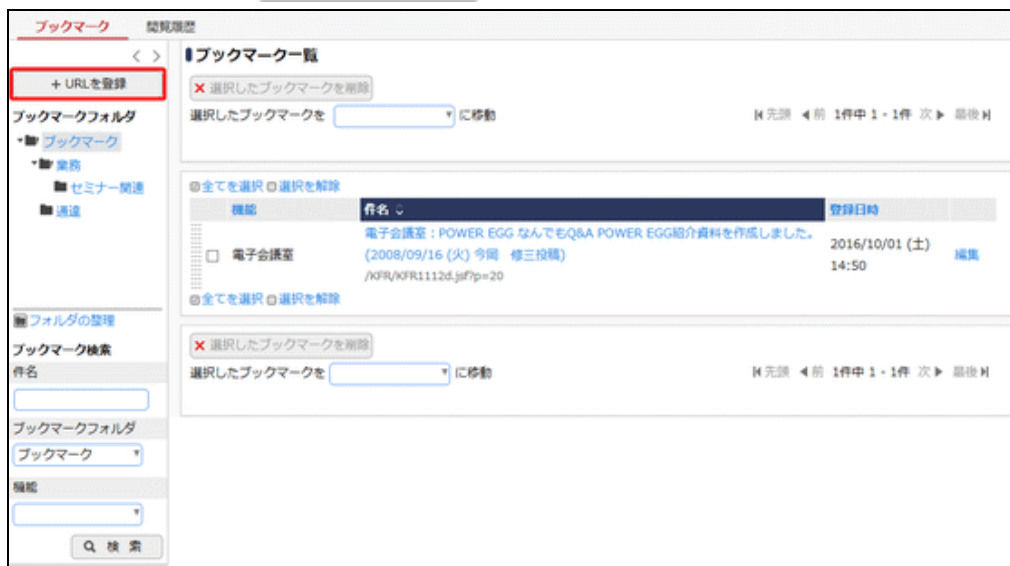 ブックマーク 閲覧履歴
< >
+ URLを登録
ブックマークフォルダ
ブックマーク
業務
セミナー関連
通達
フォルダの整理
ブックマーク検索
件名
ブックマークフォルダ
ブックマーク
機能
検 索
ブックマーク一覧
選択したブックマークを削除
選択したブックマークを に移動 先頭 前 1件中 1 - 1件 次 最後
全てを選択 選択を解除
機能 件名 登録日時
電子会議室 電子会議室:POWER EGG なんでもQ&A POWER EGG紹介資料を作成しました。
(2008/09/16 (火) 今岡 修三投稿)
/KFR/KFR1112d.jsf?p=20
2016/10/01 (土)
14:50
編集
全てを選択 選択を解除
選択したブックマークを削除
選択したブックマークを に移動 先頭 前 1件中 1 - 1件 次 最後